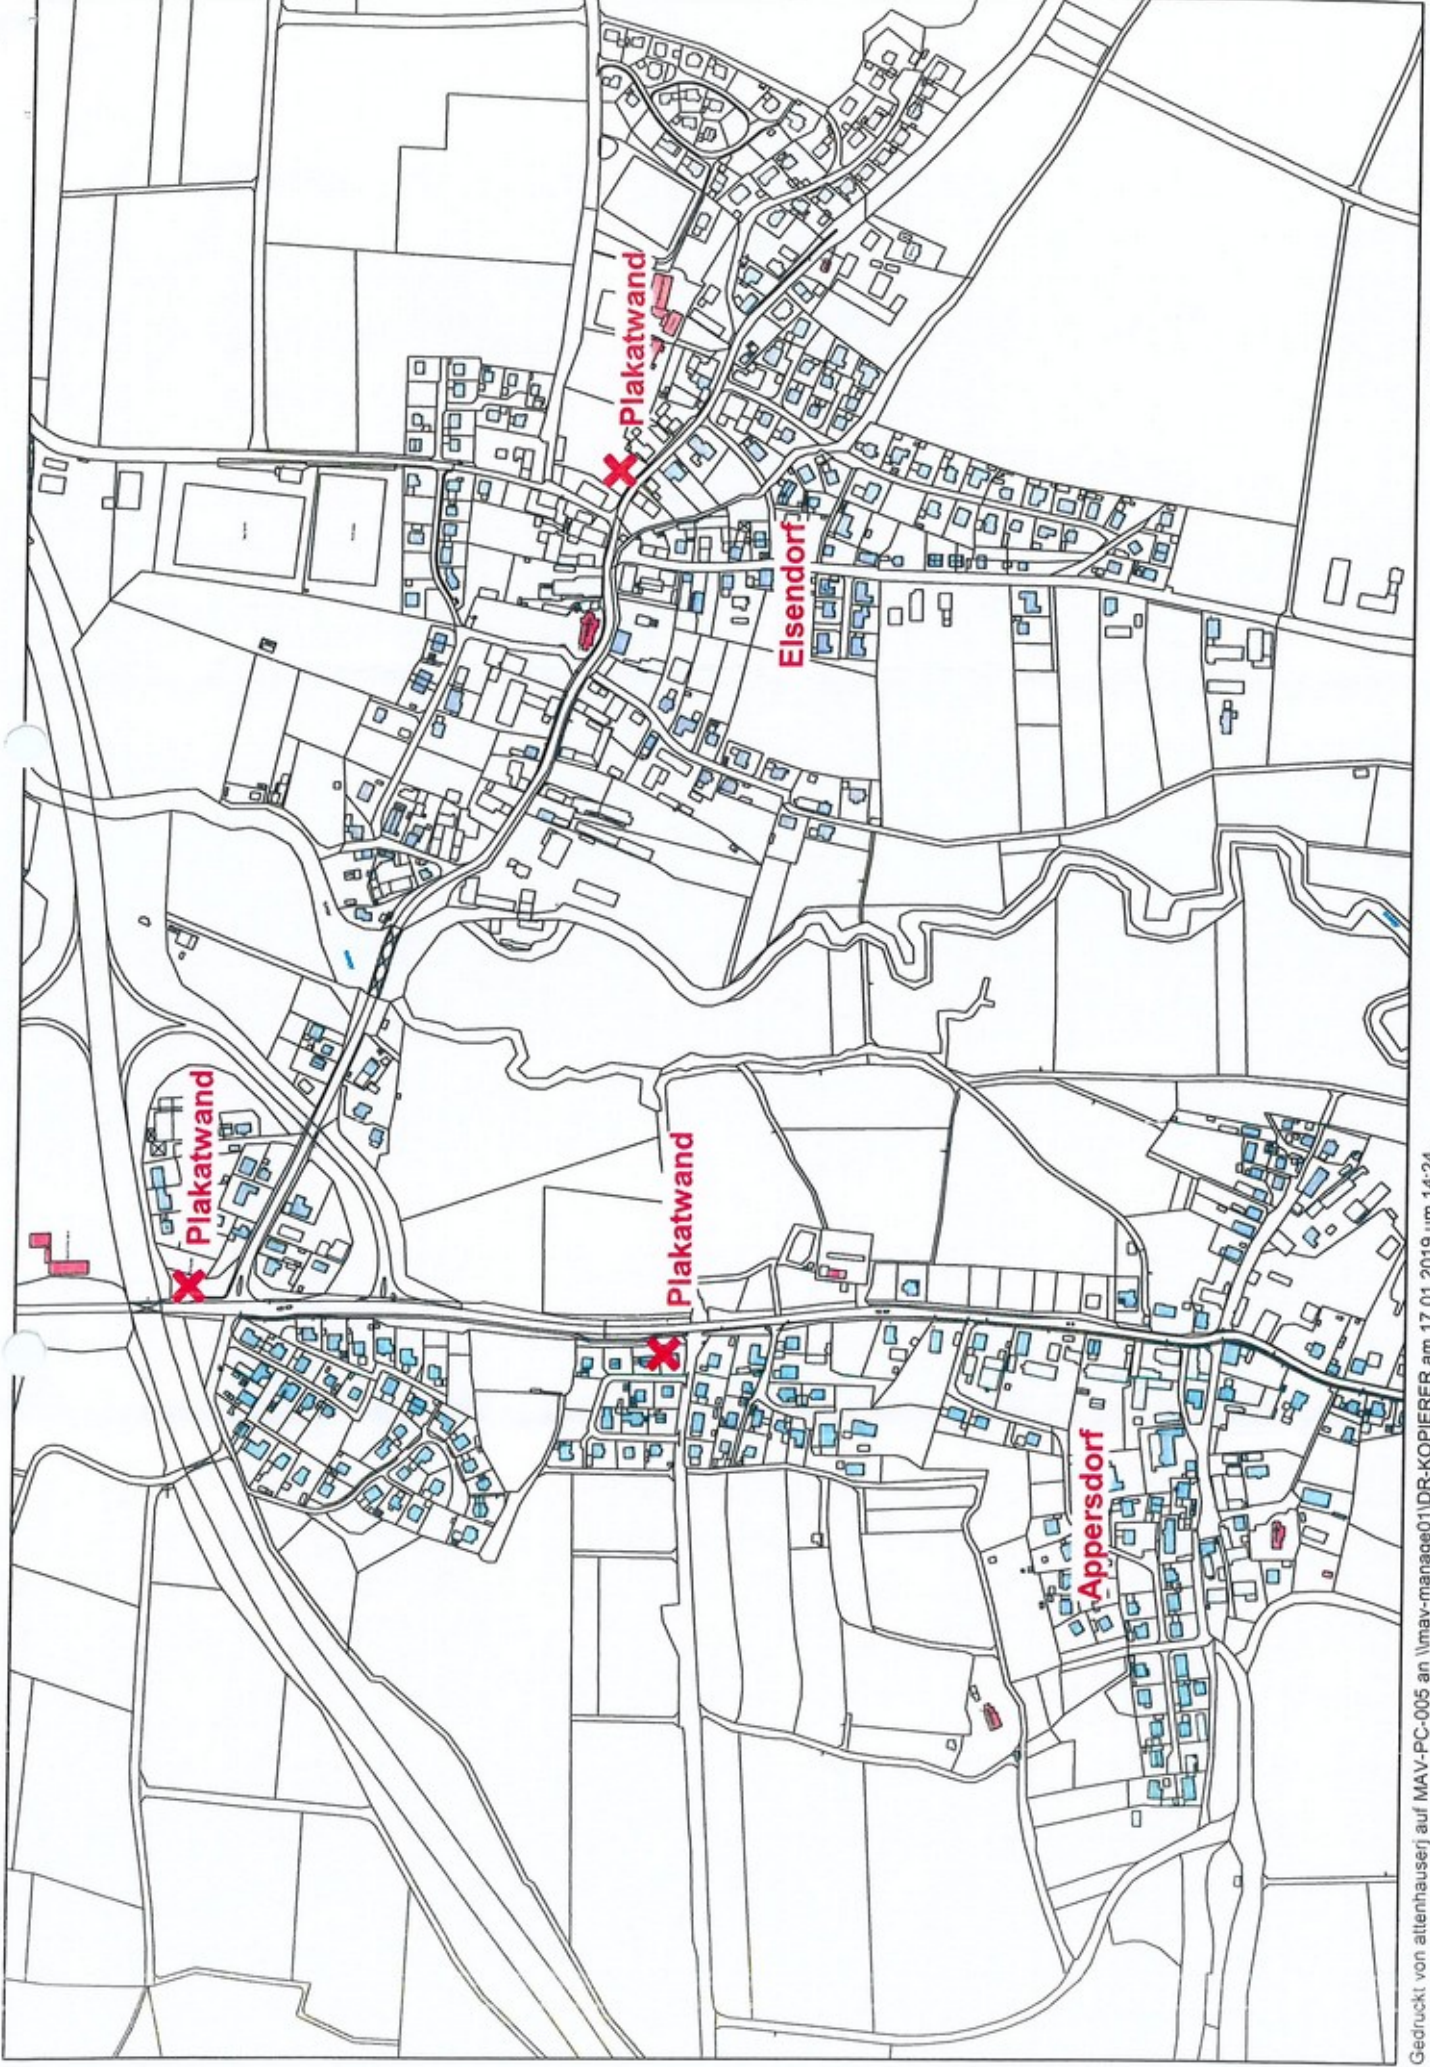 Plakatwand
Plakatwand
Plakatwand
Elsendorf
Appersdorf
Gedruckt von attenhauserj auf MAV-PC-005 an \\mav-manage01\DR-KOPIERER am 17.01.2019 um 14:24